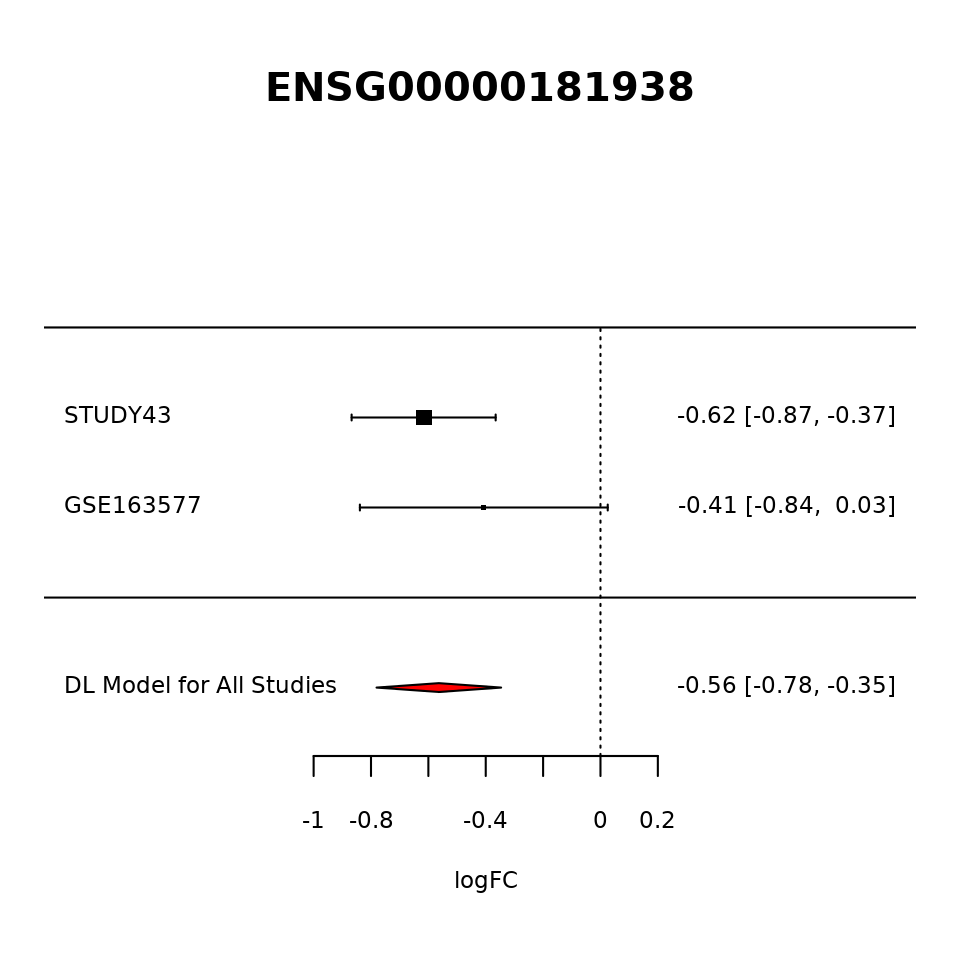 ENSG00000181938
STUDY43 -0.62 [-0.87, -0.37]
GSE163577 -0.41 [-0.84,  0.03]
DL Model for All Studies -0.56 [-0.78, -0.35]
-1 -0.8 -0.4 0 0.2
logFC